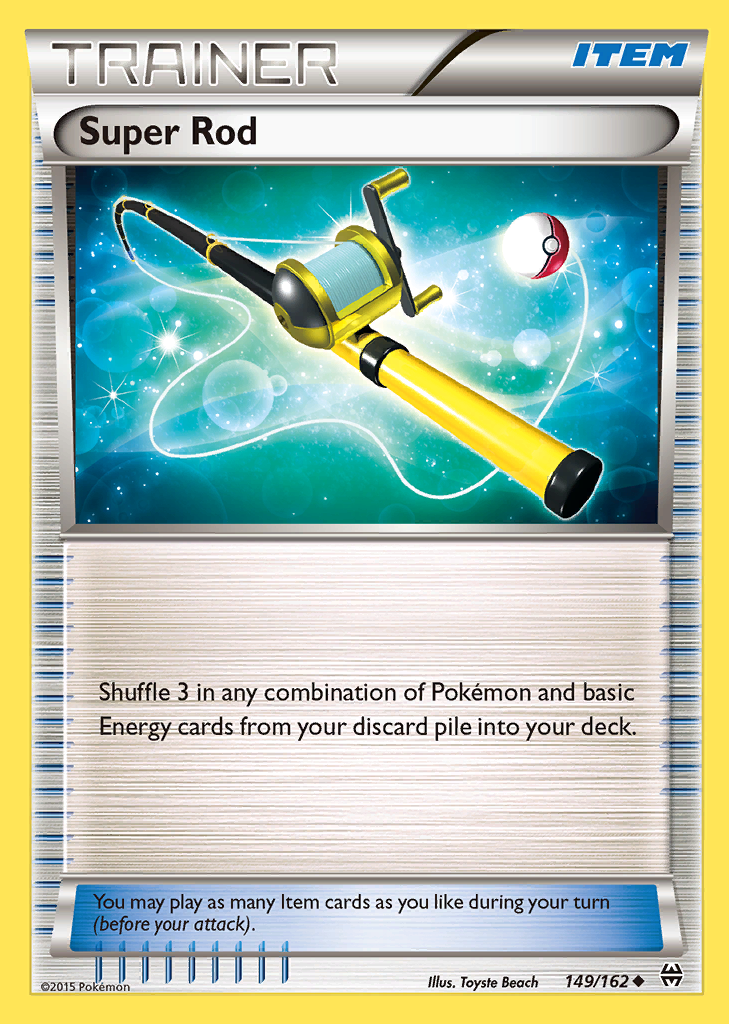 TRAINER
ITEM
Super Rod
Shuffle 3 in any combination of Pokémon and basic
Energy cards from your discard pile into your deck.
You may play as many Item cards as you like during your turn
(before your attack).
©2015 Pokémon
Illus. Toyste Beach
149/162